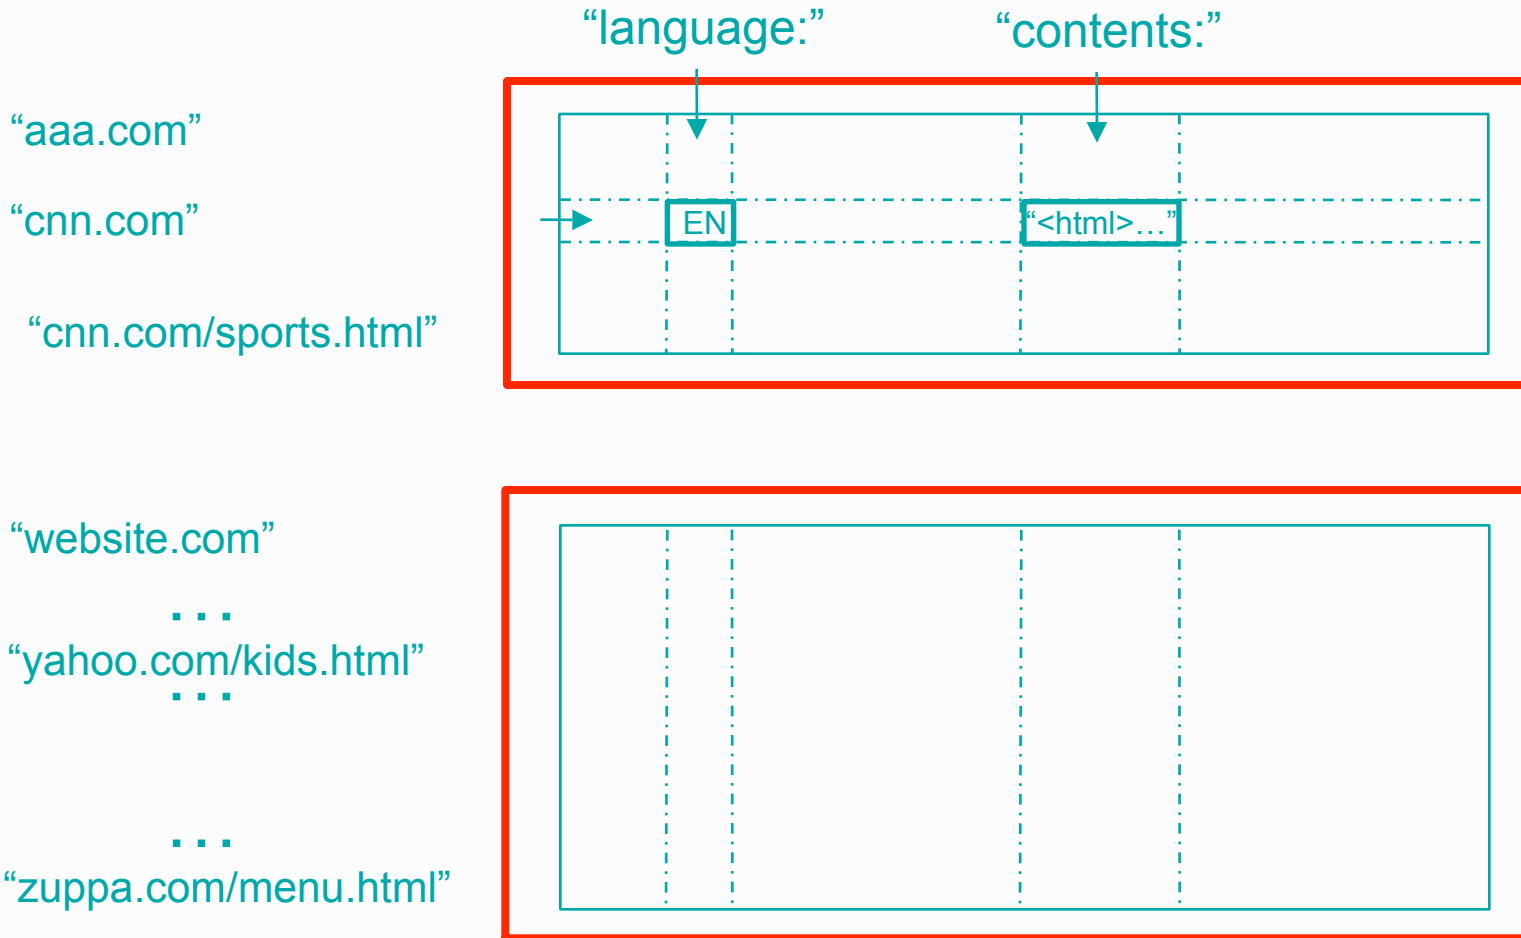 “language:” “contents:”
“aaa.com”
“cnn.com” EN “<html>…”
“cnn.com/sports.html”
“website.com”
...
“yahoo.com/kids.html”
...
...
“zuppa.com/menu.html”